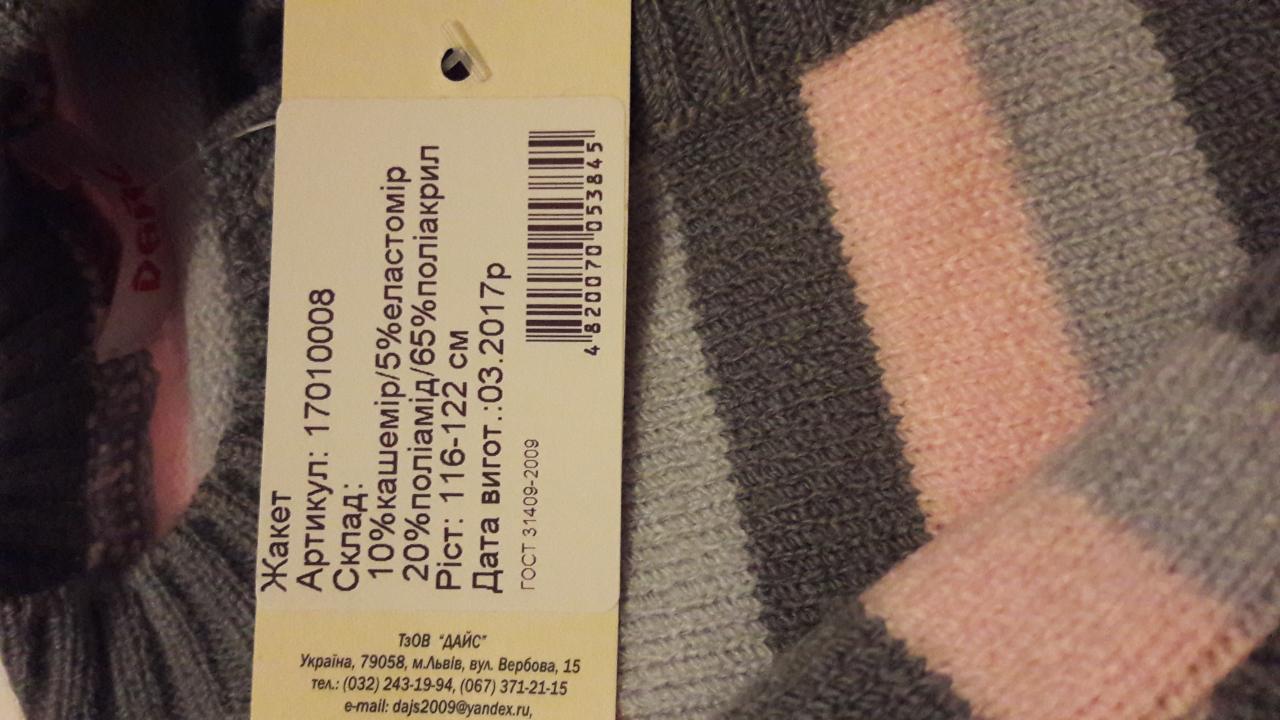 Жакет
Артикул: 17010008
Склад:
10%кашемір/5%еластомір
20%поліамід/65%поліакрил
Ріст: 116-122 см
Дата вигот.:03.2017р
ГОСТ 31409-2009
4 820070 053845
ТзОВ "ДАЙС"
Україна, 79058, м.Львів, вул. Вербова, 15
тел.: (032) 243-19-94, (067) 371-21-15
e-mail: dajs2009@yandex.ru,